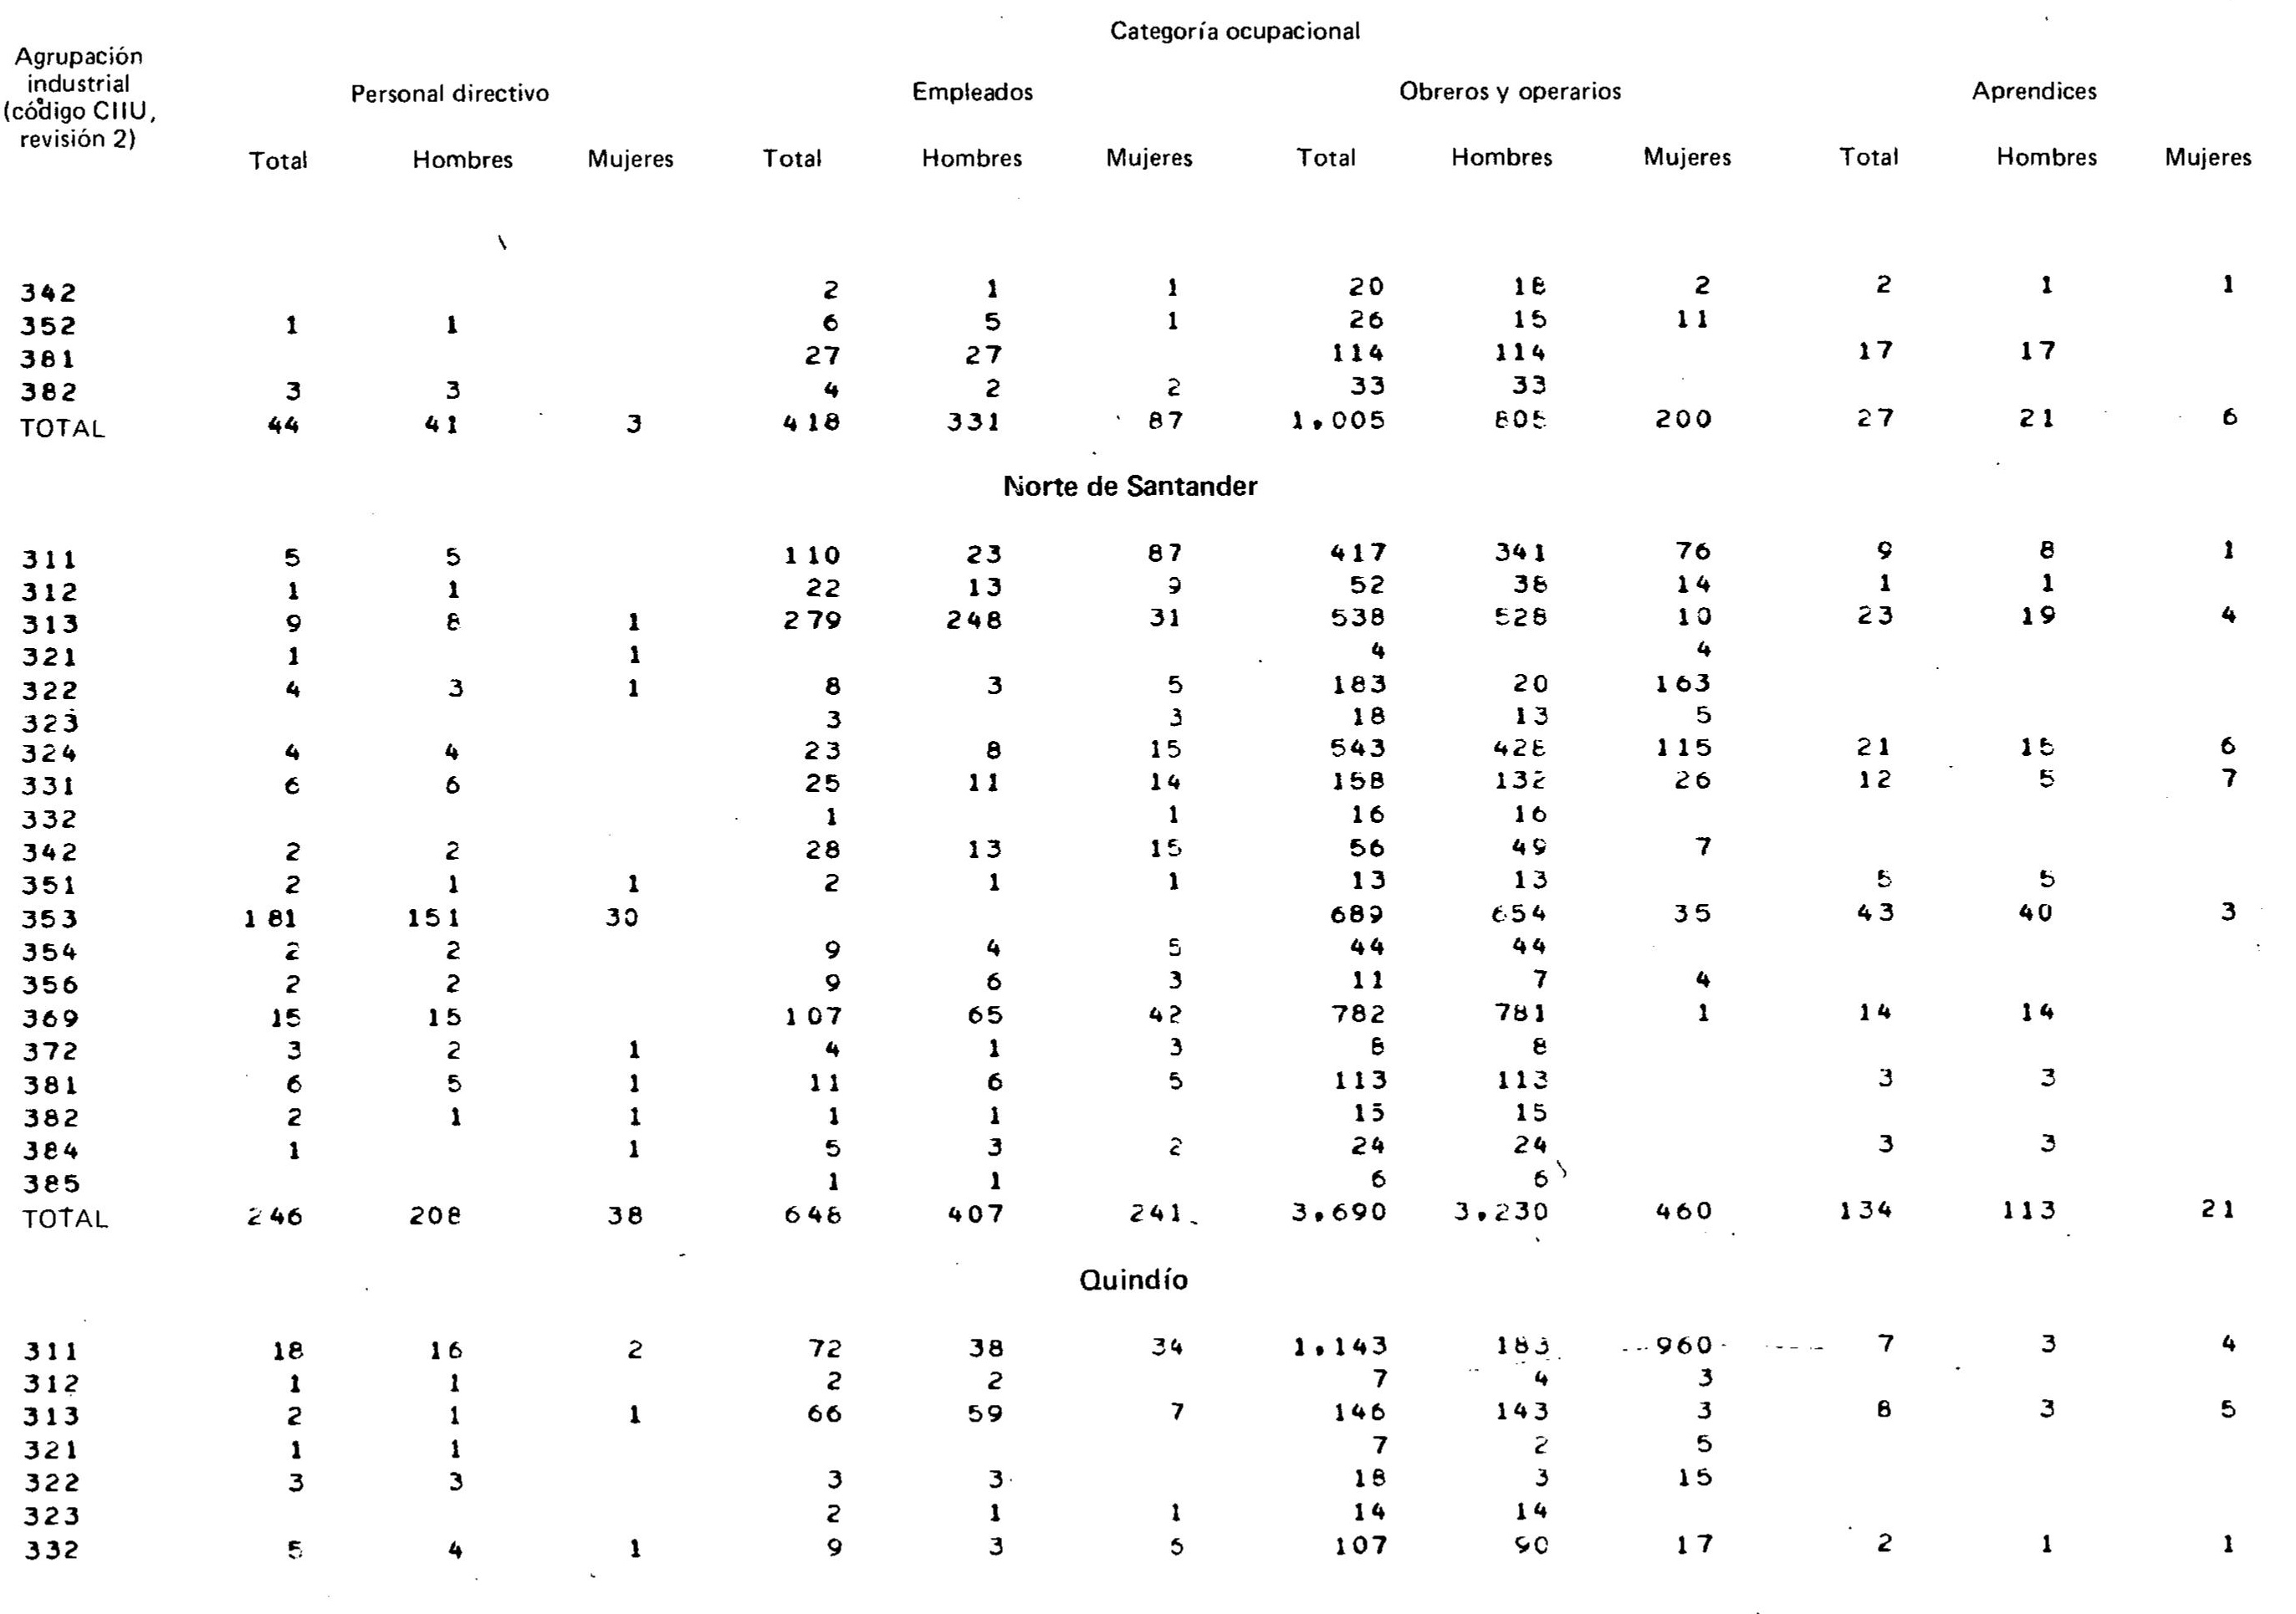 Categoría ocupacional
Agrupación
industrial
(código CIIU,
revisión 2)
Personal directivo Empleados Obreros y operarios Aprendices
Total Hombres Mujeres Total Hombres Mujeres Total Hombres Mujeres Total Hombres Mujeres
342 2 1 1 20 18 2 2 1 1
352 1 1 6 5 1 26 15 11
381 27 27 114 114 17 17
382 3 3 4 2 2 33 33
TOTAL 44 41 3 418 331 87 1.005 805 200 27 21 6
Norte de Santander
311 5 5 110 23 87 417 341 76 9 8 1
312 1 1 22 13 9 52 38 14 1 1
313 9 8 1 279 248 31 538 528 10 23 19 4
321 1 1 4 4
322 4 3 1 8 3 5 183 20 163
323 3 3 18 13 5
324 4 4 23 8 15 543 428 115 21 15 6
331 6 6 25 11 14 158 132 26 12 5 7
332 1 1 16 16
342 2 2 28 13 15 56 49 7
351 2 1 1 2 1 1 13 13 5 5
353 181 151 30 689 654 35 43 40 3
354 2 2 9 4 5 44 44
356 2 2 9 6 3 11 7 4
369 15 15 107 65 42 782 781 1 14 14
372 3 2 1 4 1 3 8 8
381 6 5 1 11 6 5 113 113 3 3
382 2 1 1 1 1 15 15
384 1 1 5 3 2 24 24 3 3
385 1 1 6 6
TOTAL 246 208 38 648 407 241 3.690 3.230 460 134 113 21
Quindío
311 18 16 2 72 38 34 1.143 183 960 7 3 4
312 1 1 2 2 7 4 3
313 2 1 1 66 59 7 146 143 3 8 3 5
321 1 1 7 2 5
322 3 3 3 3 18 3 15
323 2 1 1 14 14
332 5 4 1 9 3 107 90 17 2 1 1